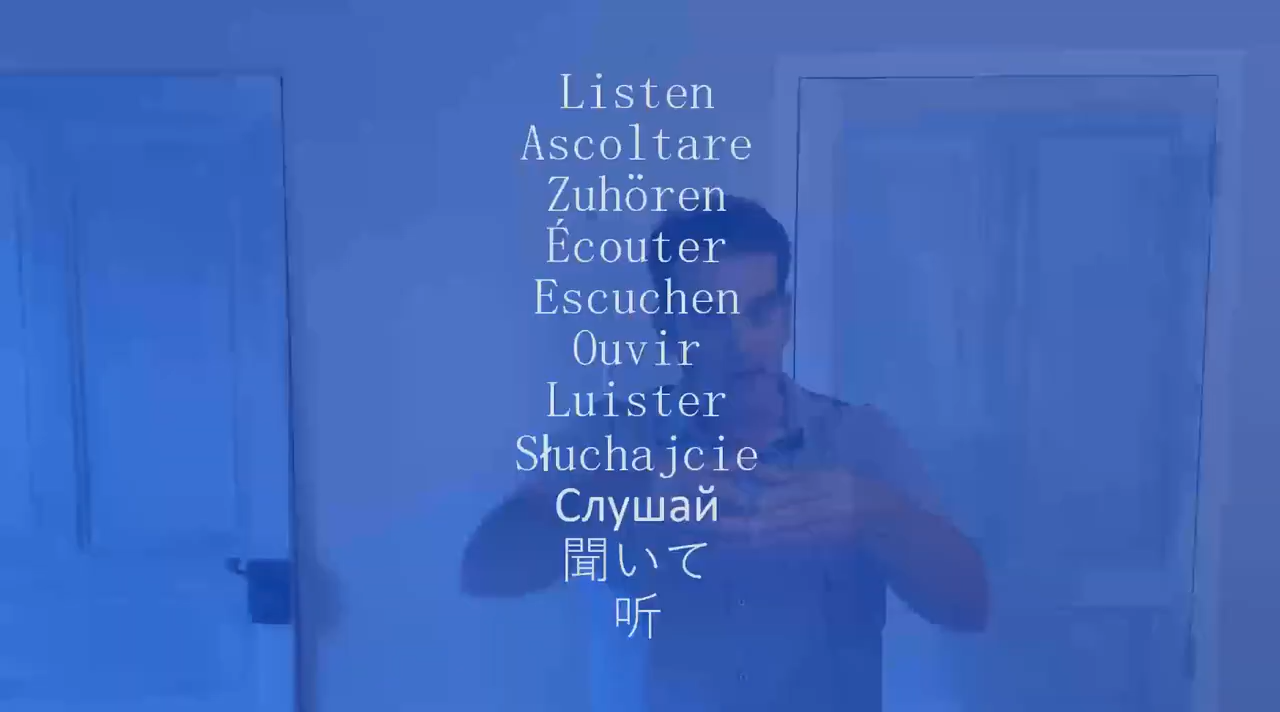 Listen
Ascoltare
Zuhören
Écouter
Escuchen
Ouvir
Luister
Słuchajcie
Слушай
聞いて
听